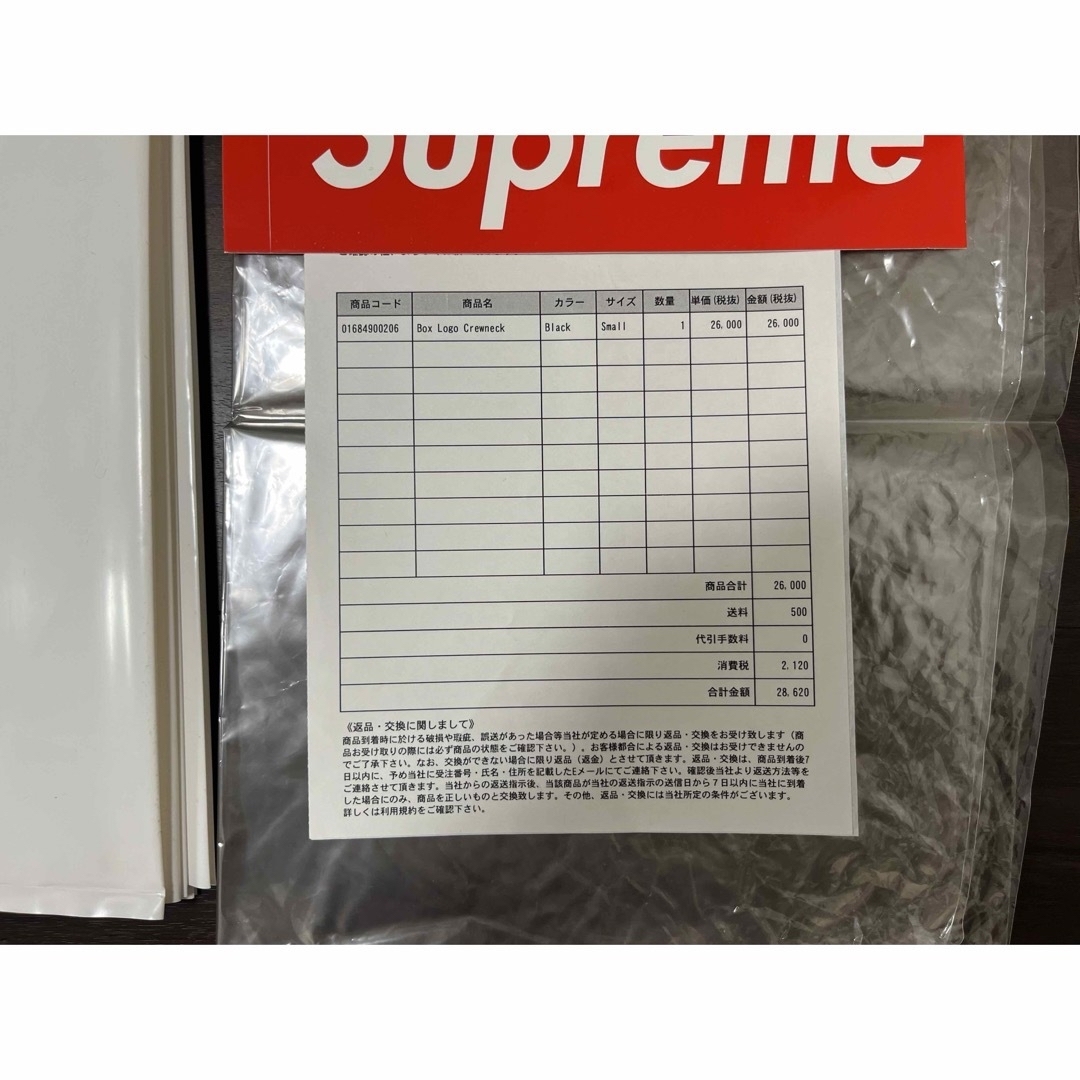 Supreme
商品コード 商品名 カラー サイズ 数量 単価(税抜) 金額(税抜)
01684900206 Box Logo Crewneck Black Small 1 26,000 26,000
商品合計 26,000
送料 500
代引手数料 0
消費税 2,120
合計金額 28,620
《返品・交換に関しまして》
商品到着時に於ける破損や瑕疵、誤送があった場合等当社が定める場合に限り返品・交換をお受け致します（商
品お受け取りの際には必ず商品の状態をご確認下さい。）。お客様都合による返品・交換はお受けできませんの
でご了承下さい。なお、交換ができない場合に限り返品（返金）とさせて頂きます。返品・交換は、商品到着後7
日以内に、予め当社に受注番号・氏名・住所を記載したEメールにてご連絡下さい。確認後当社より返送方法等を
ご連絡させて頂きます。当社からの返送指示後、当該商品が当社の返送指示の送信日から７日以内に当社に到着
した場合にのみ、商品を正しいものと交換致します。その他、返品・交換には当社所定の条件がございます。
詳しくは利用規約をご確認下さい。